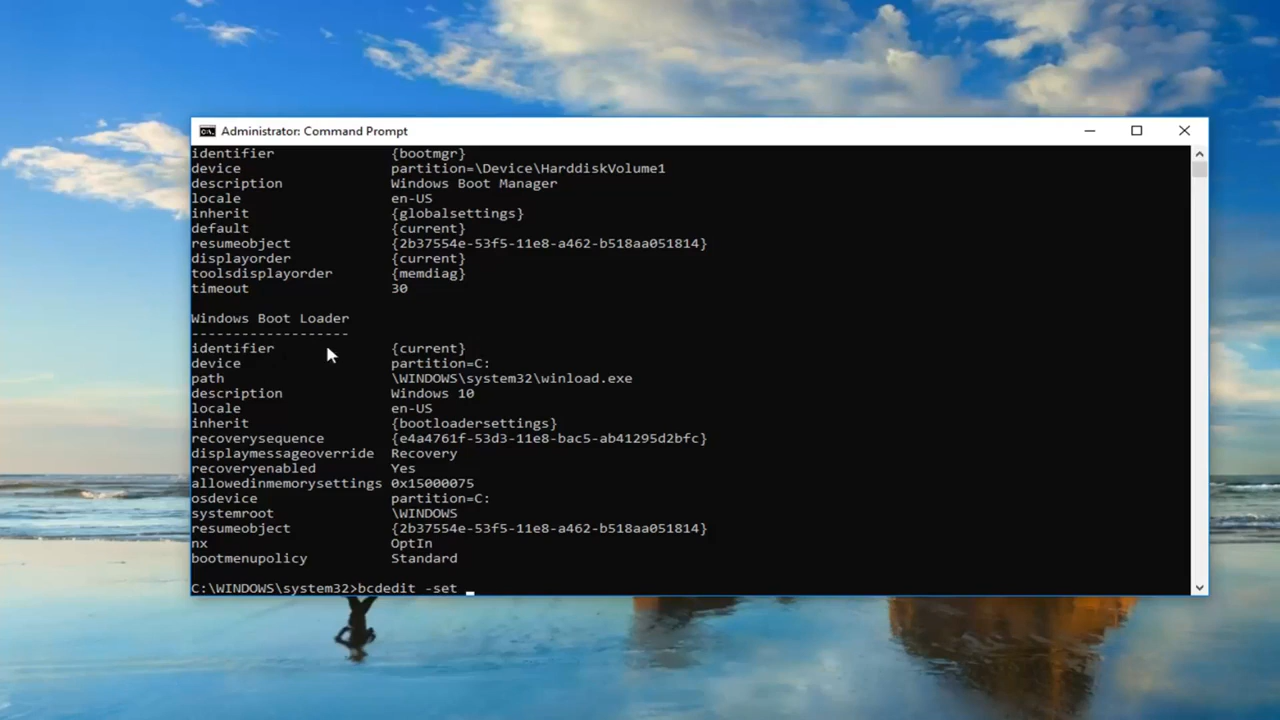 Administrator: Command Prompt
identifier              {bootmgr}
device                  partition=\Device\HarddiskVolume1
description             Windows Boot Manager
locale                  en-US
inherit                 {globalsettings}
default                 {current}
resumeobject            {2b37554e-53f5-11e8-a462-b518aa051814}
displayorder            {current}
toolsdisplayorder       {memdiag}
timeout                 30
Windows Boot Loader
-------------------
identifier              {current}
device                  partition=C:
path                    \WINDOWS\system32\winload.exe
description             Windows 10
locale                  en-US
inherit                 {bootloadersettings}
recoverysequence        {e4a4761f-53d3-11e8-bac5-ab41295d2bfc}
displaymessageoverride  Recovery
recoveryenabled         Yes
allowedinmemorysettings 0x15000075
osdevice                partition=C:
systemroot              \WINDOWS
resumeobject            {2b37554e-53f5-11e8-a462-b518aa051814}
nx                      OptIn
bootmenupolicy          Standard
C:\WINDOWS\system32>bcdedit -set